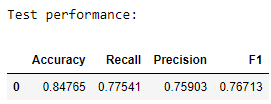 Test performance:
Accuracy Recall Precision F1
0 0.84765 0.77541 0.75903 0.76713